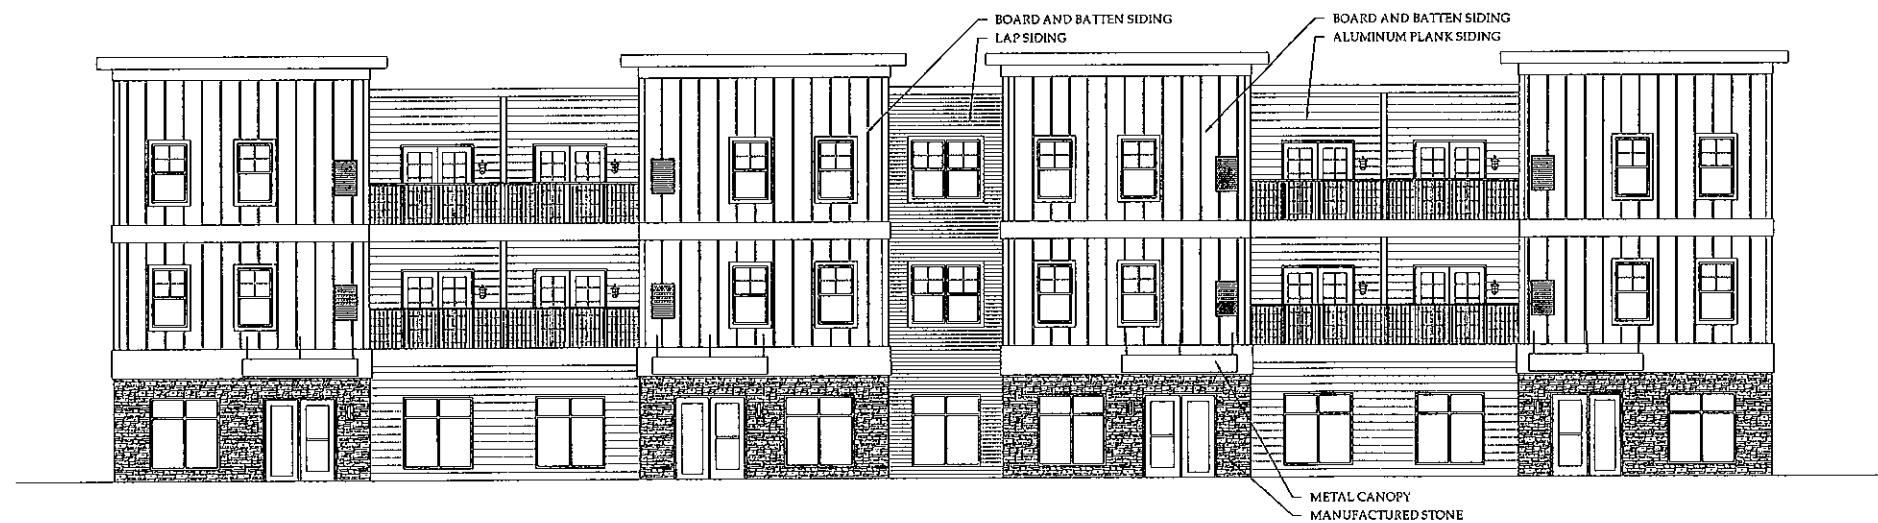 BOARD AND BATTEN SIDING
LAP SIDING
BOARD AND BATTEN SIDING
ALUMINUM PLANK SIDING
METAL CANOPY
MANUFACTURED STONE